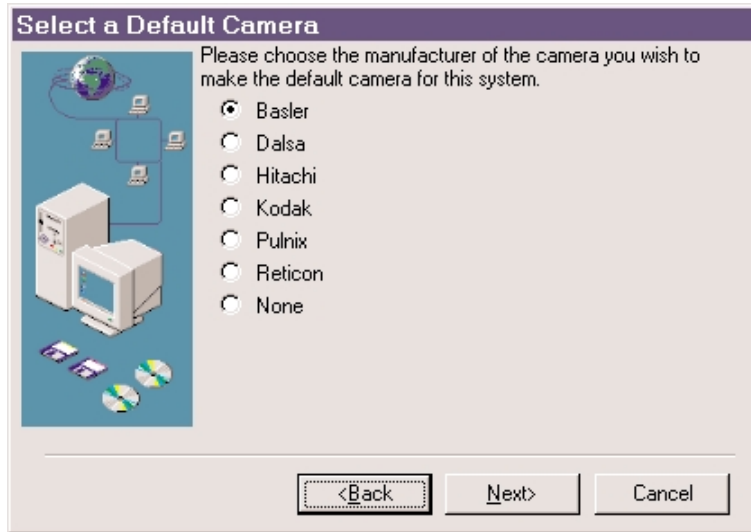 Select a Default Camera
Please choose the manufacturer of the camera you wish to
make the default camera for this system.
Basler
Dalsa
Hitachi
Kodak
Pulnix
Reticon
None
<Back
Next>
Cancel